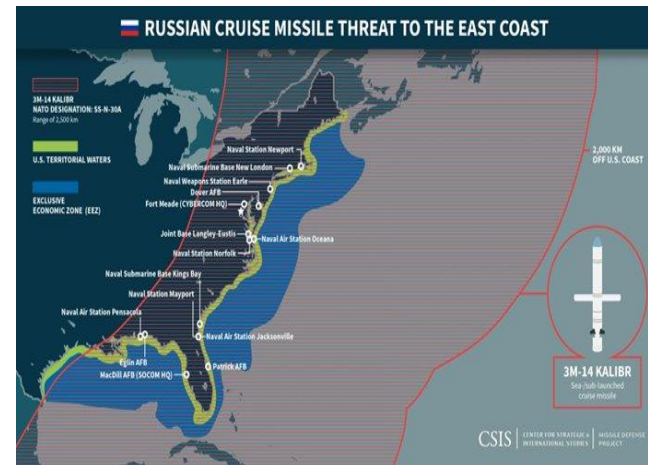 RUSSIAN CRUISE MISSILE THREAT TO THE EAST COAST
3M-14 KALIBR
NATO DESIGNATION: SS-N-30A
Range of 2,500 km
U.S. TERRITORIAL WATERS
EXCLUSIVE
ECONOMIC ZONE (EEZ)
Naval Station Newport
Naval Submarine Base New London
Naval Weapons Station Earle
Dover AFB
Fort Meade (CYBERCOM HQ)
Joint Base Langley-Eustis
Naval Air Station Oceana
Naval Station Norfolk
Naval Submarine Base Kings Bay
Naval Station Mayport
Naval Air Station Pensacola
Naval Air Station Jacksonville
Eglin AFB
MacDill AFB (SOCOM HQ)
Patrick AFB
2,000 KM
OFF U.S. COAST
3M-14 KALIBR
Sea-/sub-launched
cruise missile
CSIS
CENTER FOR STRATEGIC &
INTERNATIONAL STUDIES
MISSILE DEFENSE
PROJECT